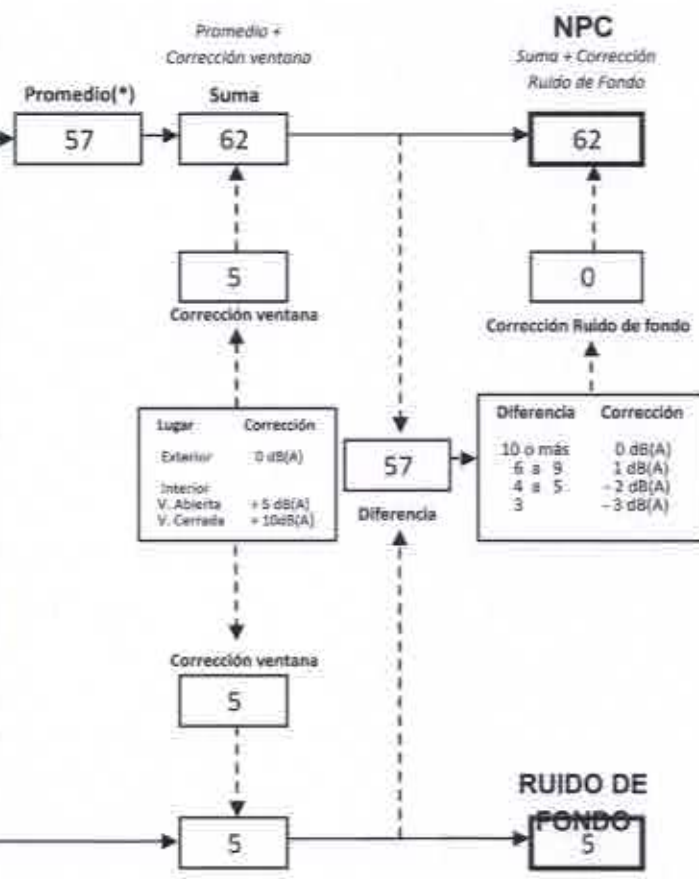 Promedio +
Corrección ventana
NPC
Suma + Corrección
Ruido de Fondo
Promedio(*)
Suma
57
62
62
5
0
Corrección ventana
Corrección Ruido de fondo
Lugar Corrección
Exterior 0 dB(A)
Interior
V. Abierta + 5 dB(A)
V. Cerrada + 10dB(A)
57
Diferencia
Diferencia Corrección
10 o más 0 dB(A)
6 a 9 1 dB(A)
4 a 5 - 2 dB(A)
3 - 3 dB(A)
Corrección ventana
5
5
RUIDO DE
FONDO
5